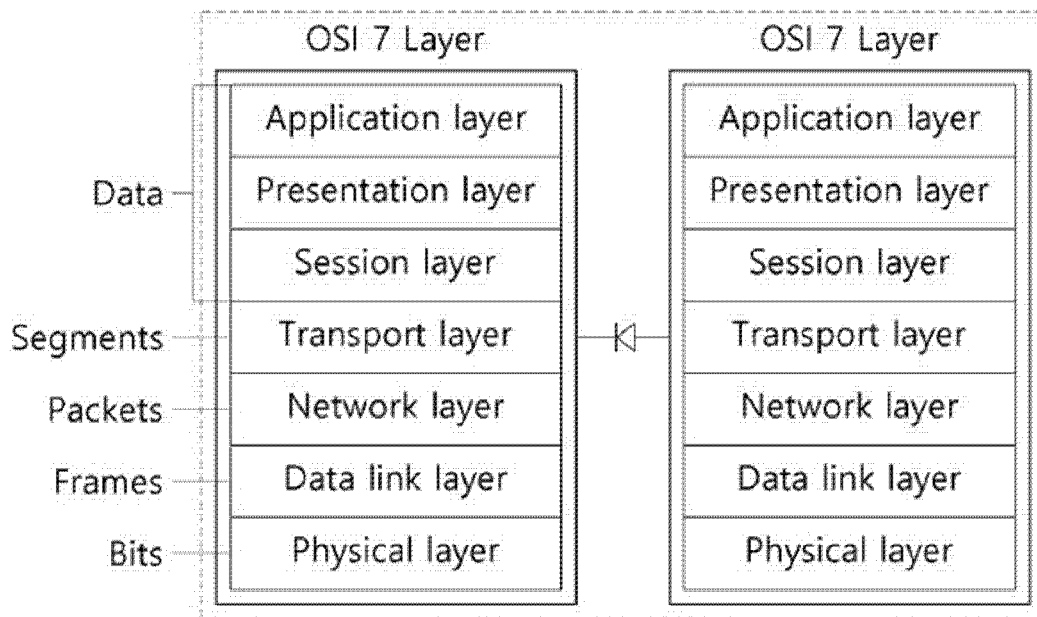 OSI 7 Layer
OSI 7 Layer
Application layer
Application layer
Data
Presentation layer
Presentation layer
Session layer
Session layer
Segments
Transport layer
Transport layer
Packets
Network layer
Network layer
Frames
Data link layer
Data link layer
Bits
Physical layer
Physical layer